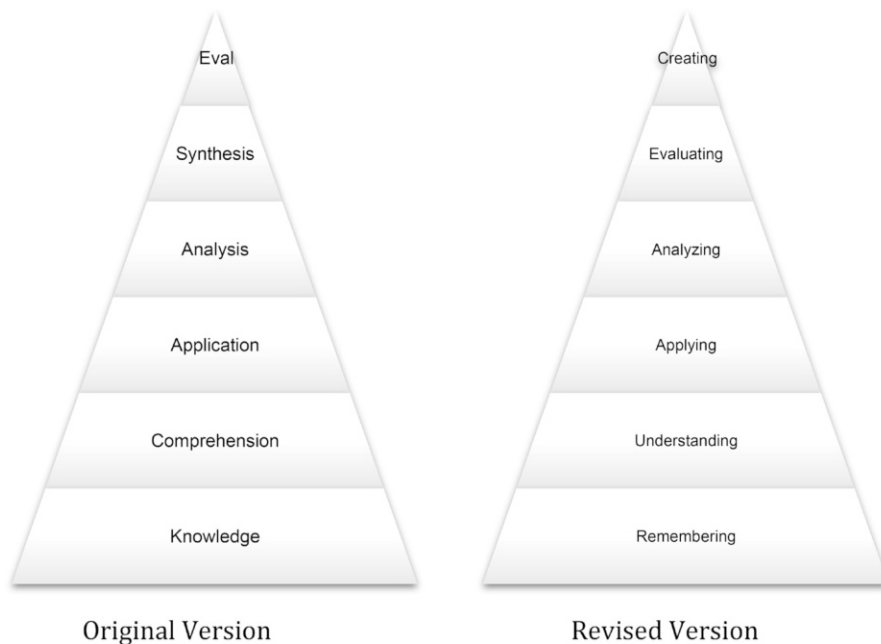 Eval
Synthesis
Analysis
Application
Comprehension
Knowledge
Original Version
Creating
Evaluating
Analyzing
Applying
Understanding
Remembering
Revised Version